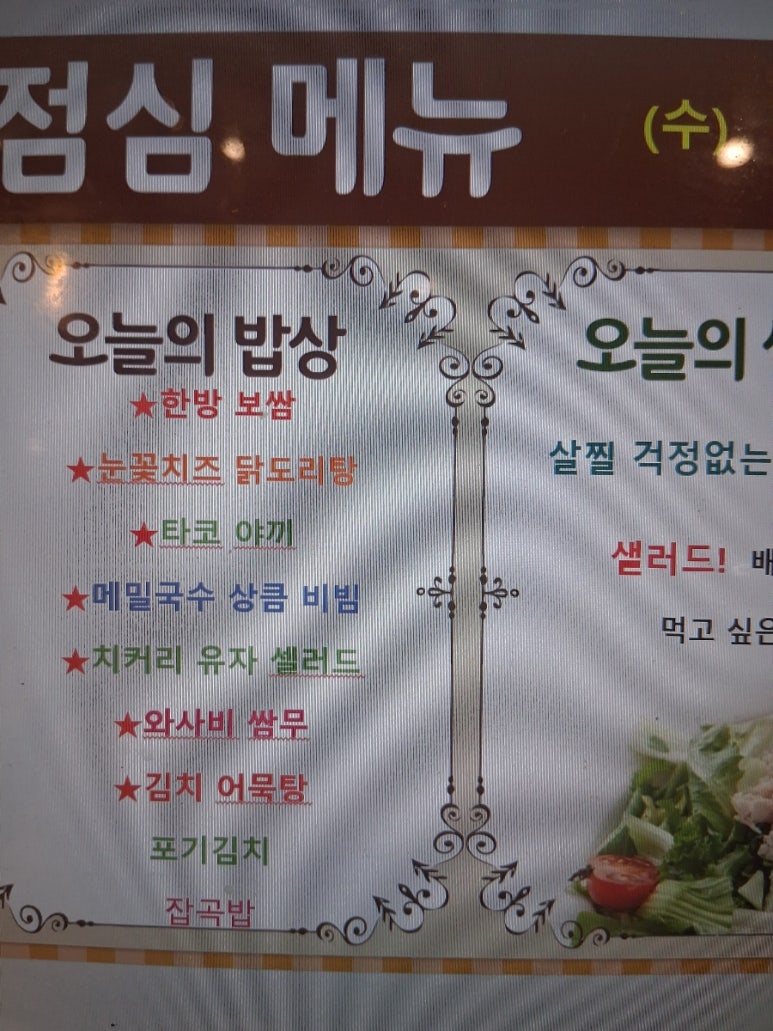 점심 메뉴 (수)
오늘의 밥상
★한방 보쌈
★눈꽃치즈 닭도리탕
★타코 야끼
★메밀국수 상큼 비빔
★치커리 유자 셀러드
★와사비 쌈무
★김치 어묵탕
포기김치
잡곡밥
오늘의
살찔 걱정없는
샐러드! 배
먹고 싶은